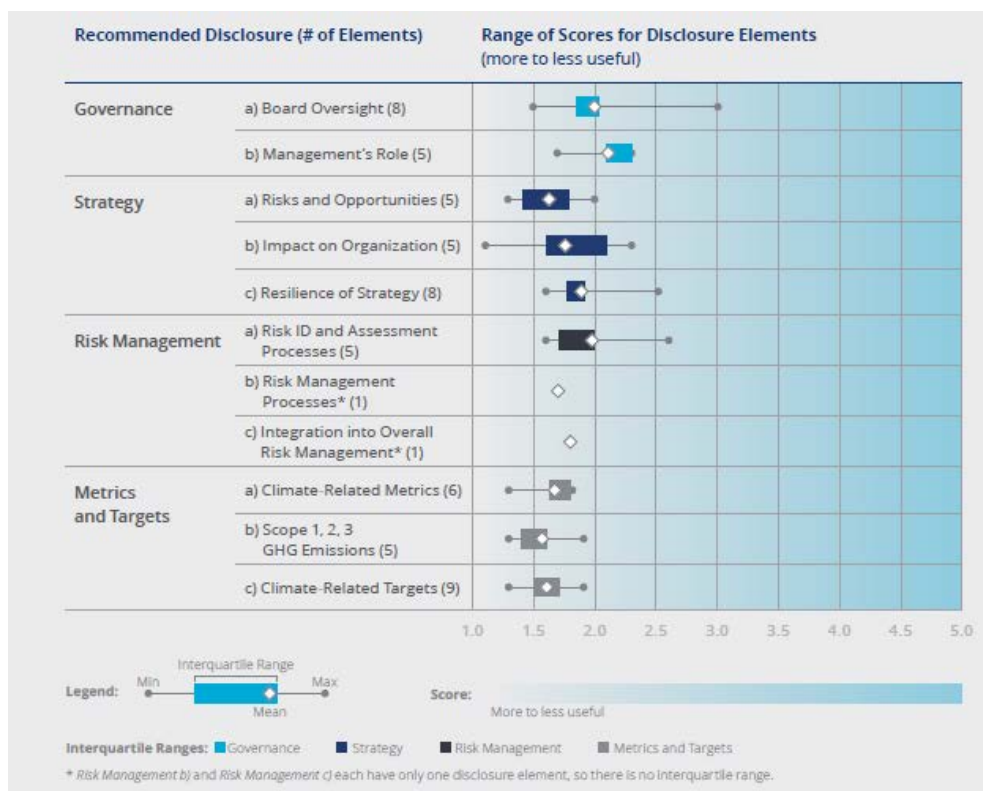 Recommended Disclosure (# of Elements)
Range of Scores for Disclosure Elements
(more to less useful)
Governance
a) Board Oversight (8)
b) Management's Role (5)
Strategy
a) Risks and Opportunities (5)
b) Impact on Organization (5)
c) Resilience of Strategy (8)
Risk Management
a) Risk ID and Assessment
Processes (5)
b) Risk Management
Processes* (1)
c) Integration into Overall
Risk Management* (1)
Metrics
and Targets
a) Climate-Related Metrics (6)
b) Scope 1, 2, 3
GHG Emissions (5)
c) Climate-Related Targets (9)
1.0 1.5 2.0 2.5 3.0 3.5 4.0 4.5 5.0
Legend:
Min
Interquartile Range
Max
Mean
Score:
More to less useful
Interquartile Ranges: Governance Strategy Risk Management Metrics and Targets
* Risk Management b) and Risk Management c) each have only one disclosure element, so there is no interquartile range.